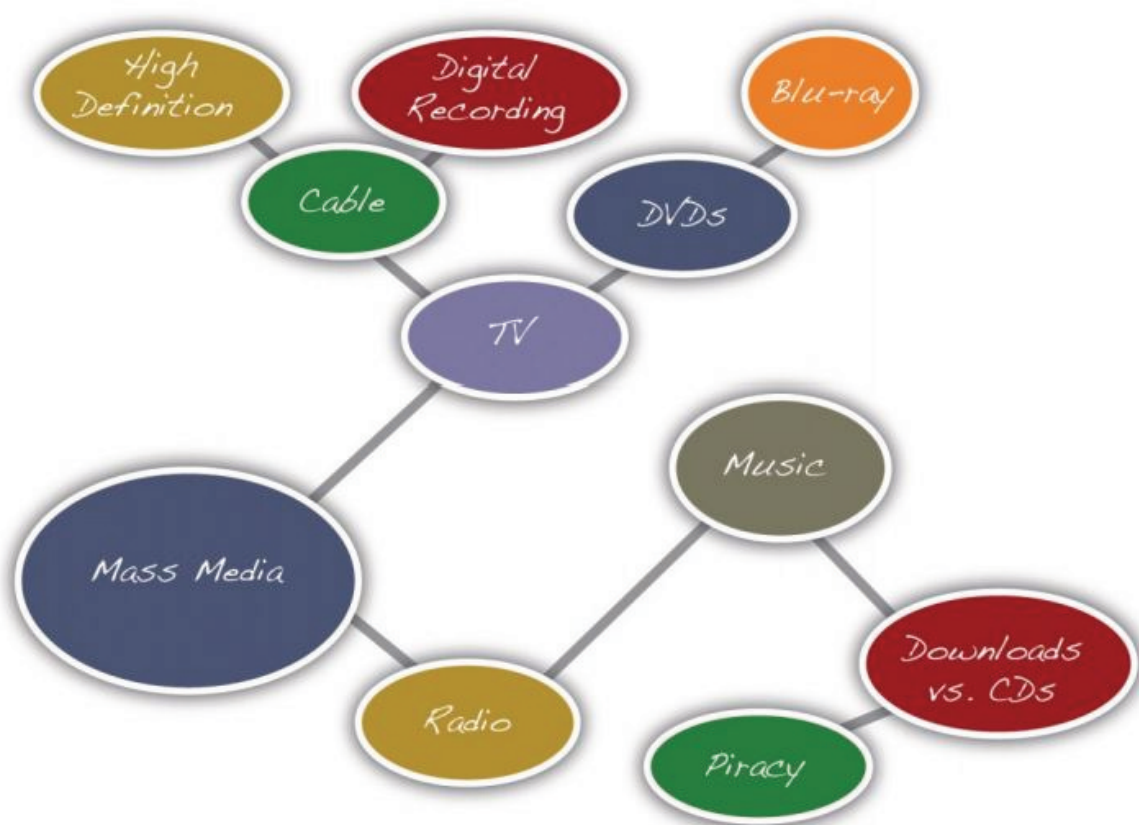 High
Definition
Digital
Recording
Blu-ray
Cable
DVDs
TV
Music
Mass Media
Downloads
vs. CDs
Radio
Piracy